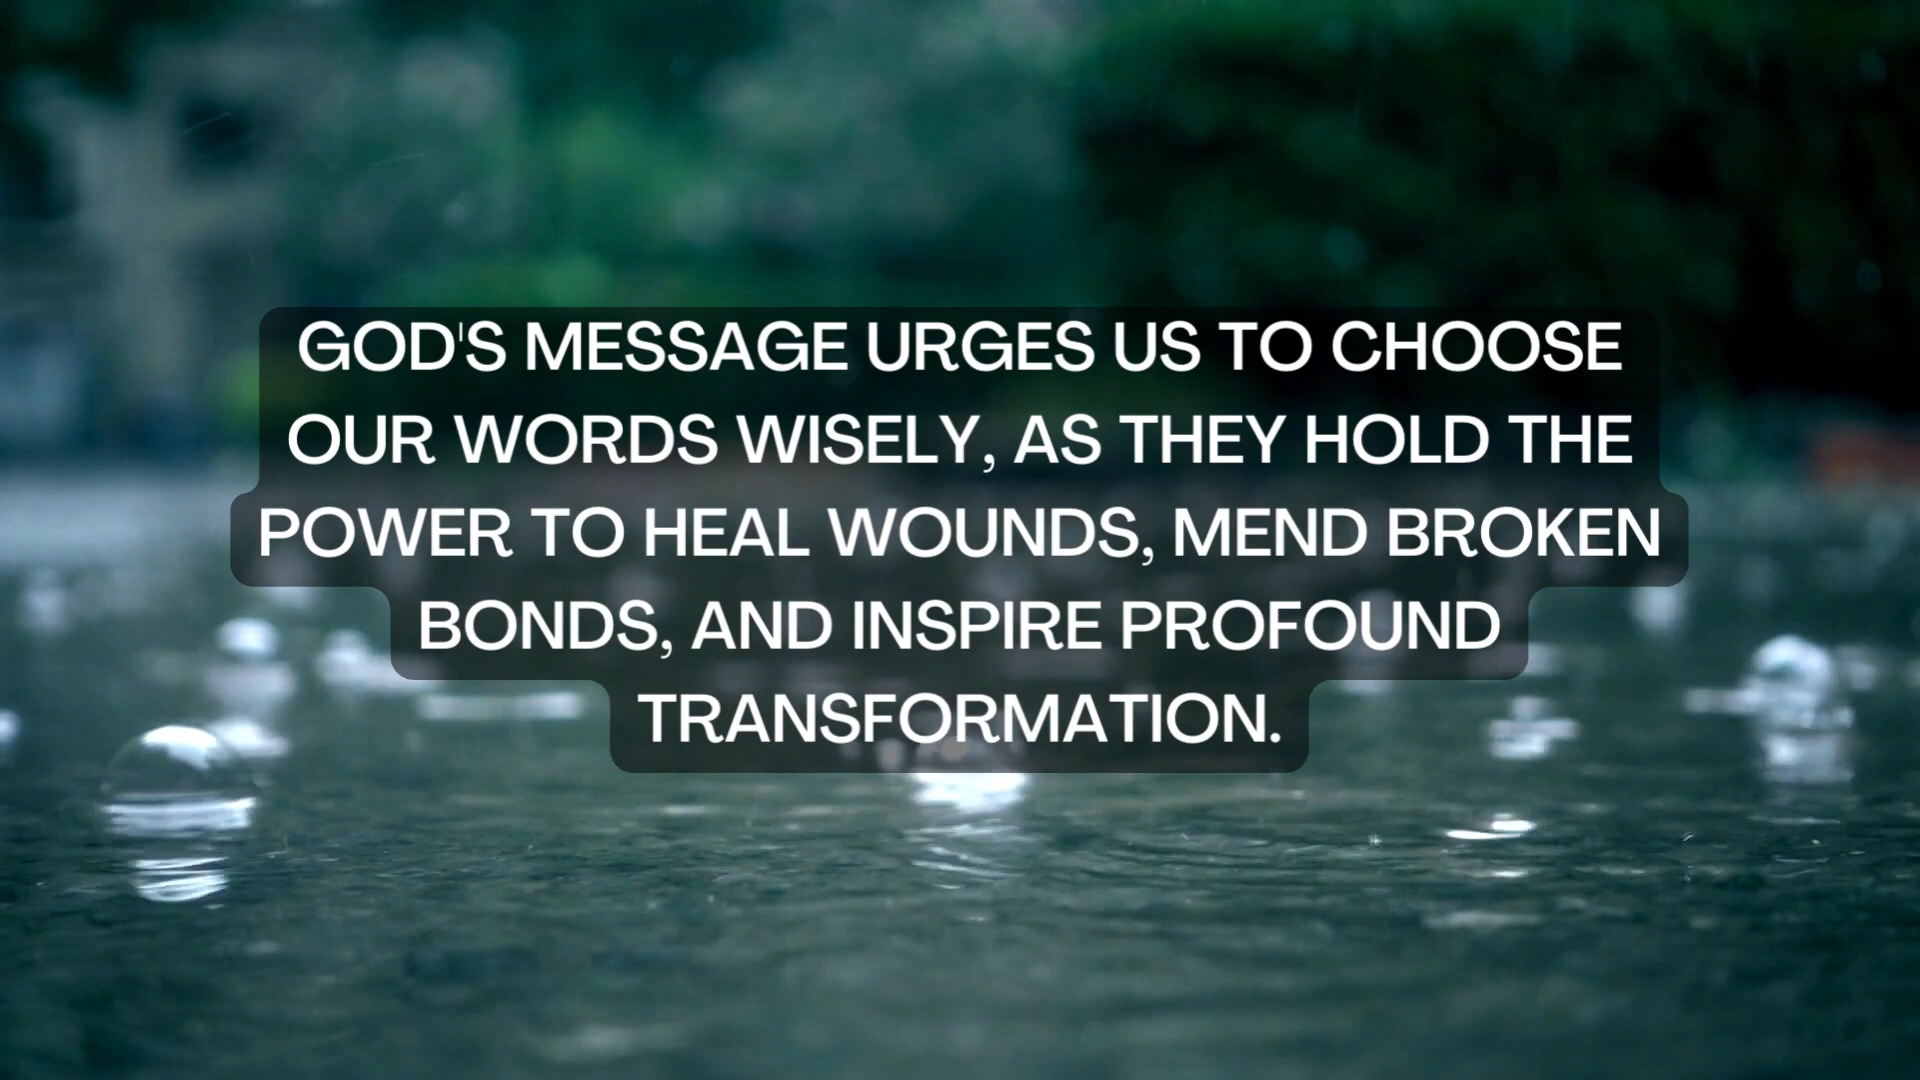 GOD'S MESSAGE URGES US TO CHOOSE
OUR WORDS WISELY, AS THEY HOLD THE
POWER TO HEAL WOUNDS, MEND BROKEN
BONDS, AND INSPIRE PROFOUND
TRANSFORMATION.